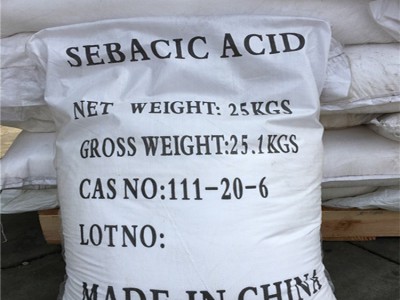 SEBACIC ACID
NET WEIGHT: 25KGS
GROSS WEIGHT:25.1KGS
CAS NO:111-20-6
LOTNO:
MADE IN CHINA